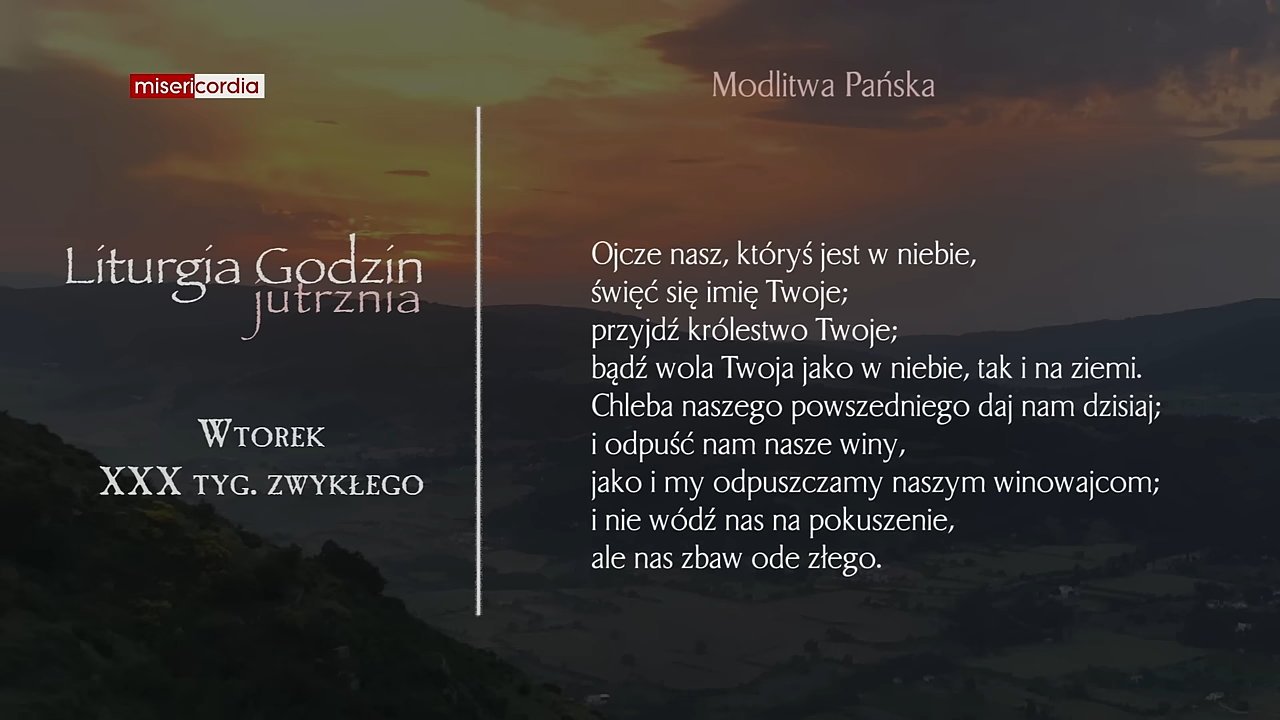 misericordia
Liturgia Godzin
jutrznia
Wtorek
XXX tyg. zwykłego
Modlitwa Pańska
Ojcze nasz, któryś jest w niebie,
święć się imię Twoje;
przyjdź królestwo Twoje;
bądź wola Twoja jako w niebie, tak i na ziemi.
Chleba naszego powszedniego daj nam dzisiaj;
i odpuść nam nasze winy,
jako i my odpuszczamy naszym winowajcom;
i nie wódź nas na pokuszenie,
ale nas zbaw ode złego.